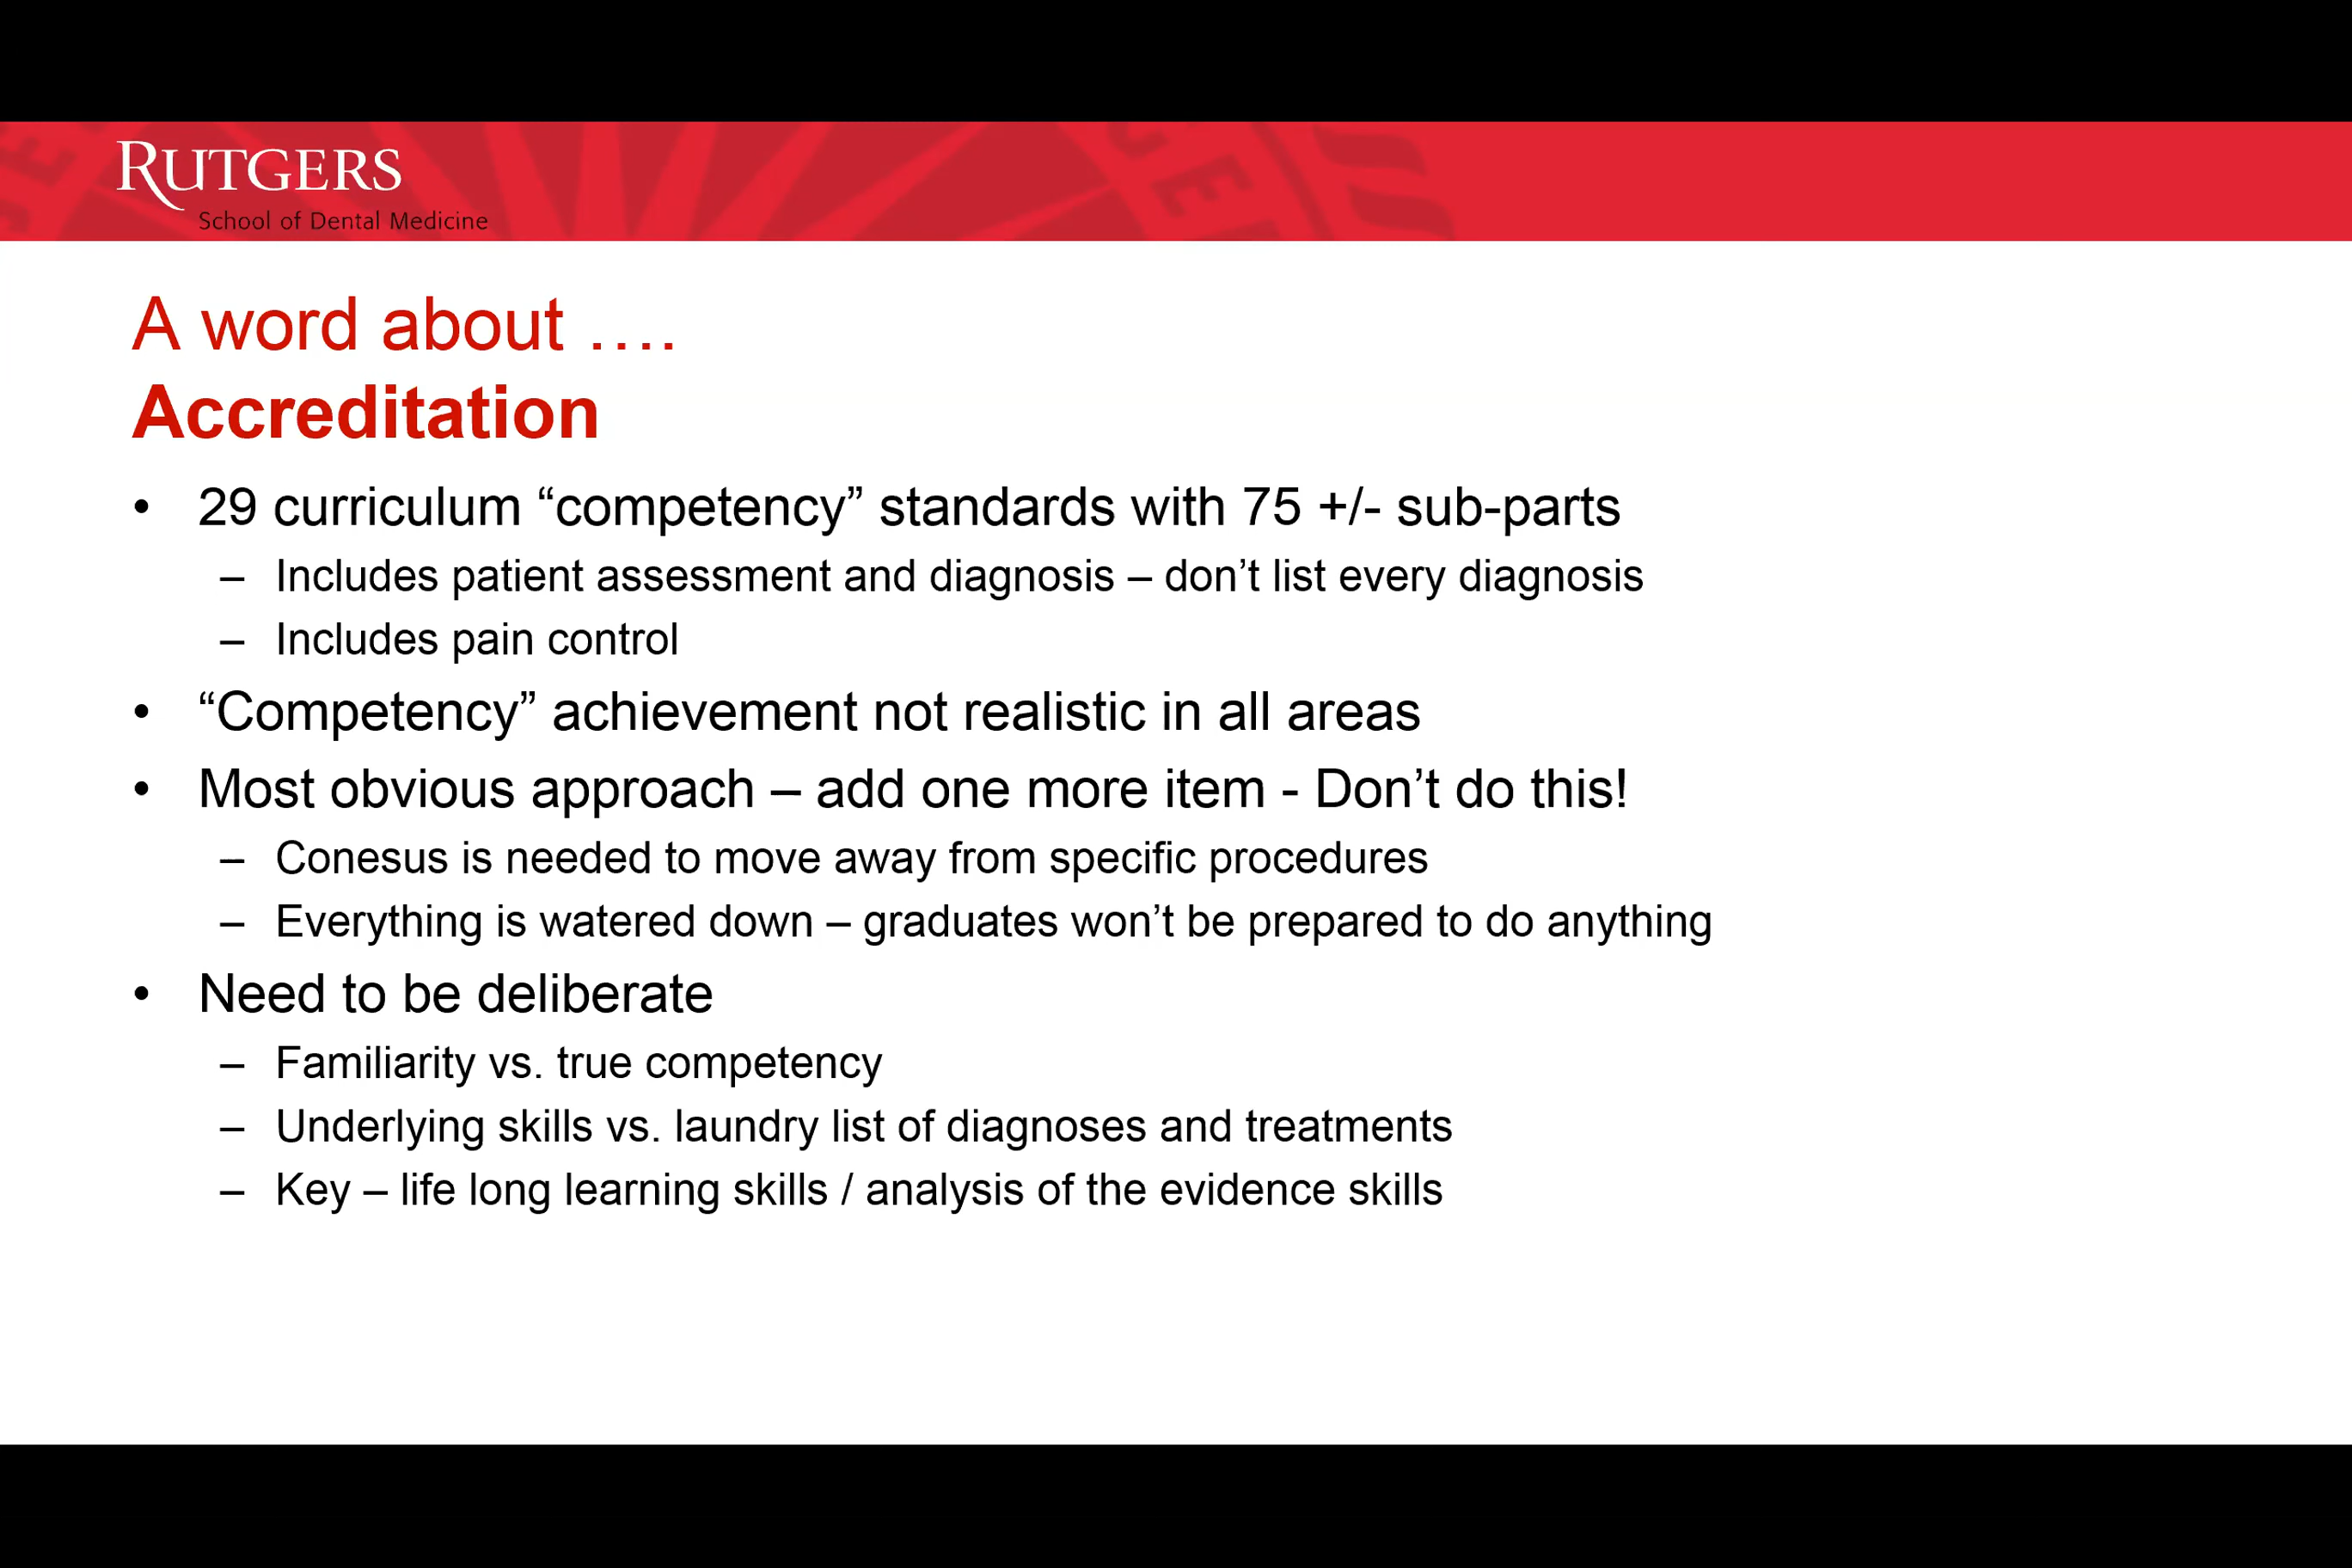 RUTGERS
School of Dental Medicine
A word about ….
Accreditation
• 29 curriculum “competency” standards with 75 +/- sub-parts
– Includes patient assessment and diagnosis – don’t list every diagnosis
– Includes pain control
• “Competency” achievement not realistic in all areas
• Most obvious approach – add one more item - Don’t do this!
– Conesus is needed to move away from specific procedures
– Everything is watered down – graduates won’t be prepared to do anything
• Need to be deliberate
– Familiarity vs. true competency
– Underlying skills vs. laundry list of diagnoses and treatments
– Key – life long learning skills / analysis of the evidence skills